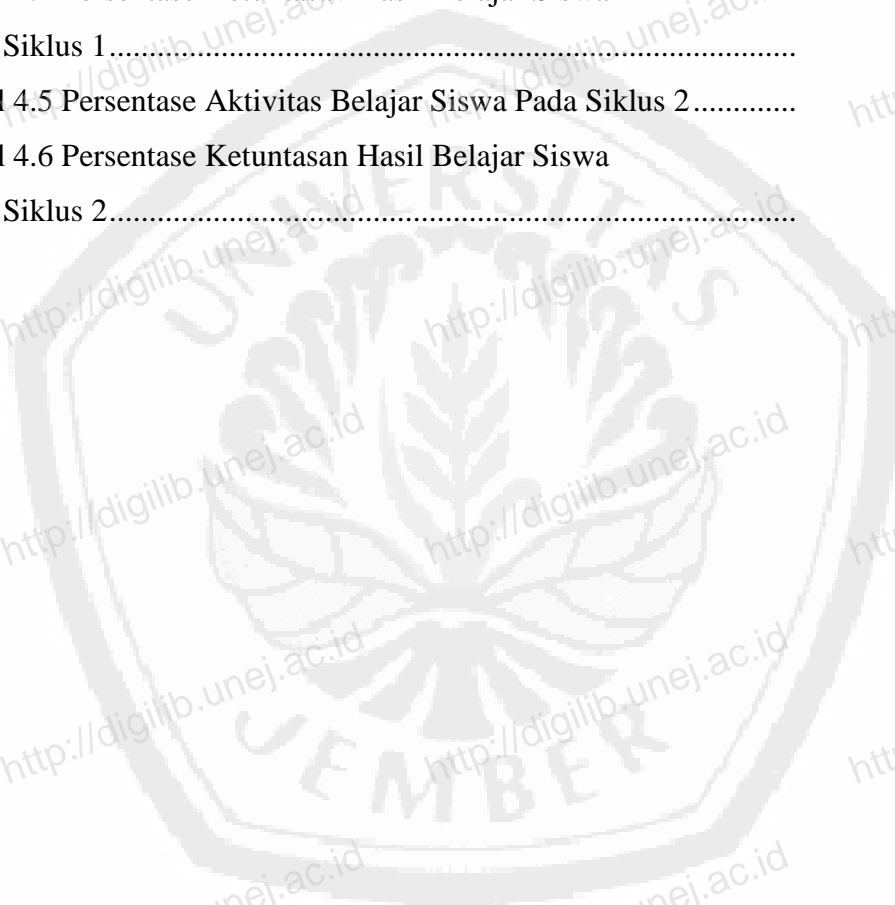 Siklus 1....................................................................................
4.5 Persentase Aktivitas Belajar Siswa Pada Siklus 2.............
4.6 Persentase Ketuntasan Hasil Belajar Siswa
Siklus 2....................................................................................
UNIVERSITAS
JEMBER
http://digilib.unej.ac.id
http://digilib.unej.ac.id
http://digilib.unej.ac.id
http://digilib.unej.ac.id
http://digilib.unej.ac.id
http://digilib.unej.ac.id